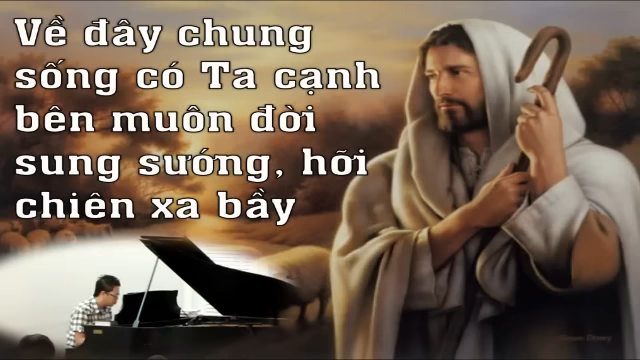 Về đây chung
sống có Ta cạnh
bên muôn đời
sung sướng, hỡi
chiên xa bầy